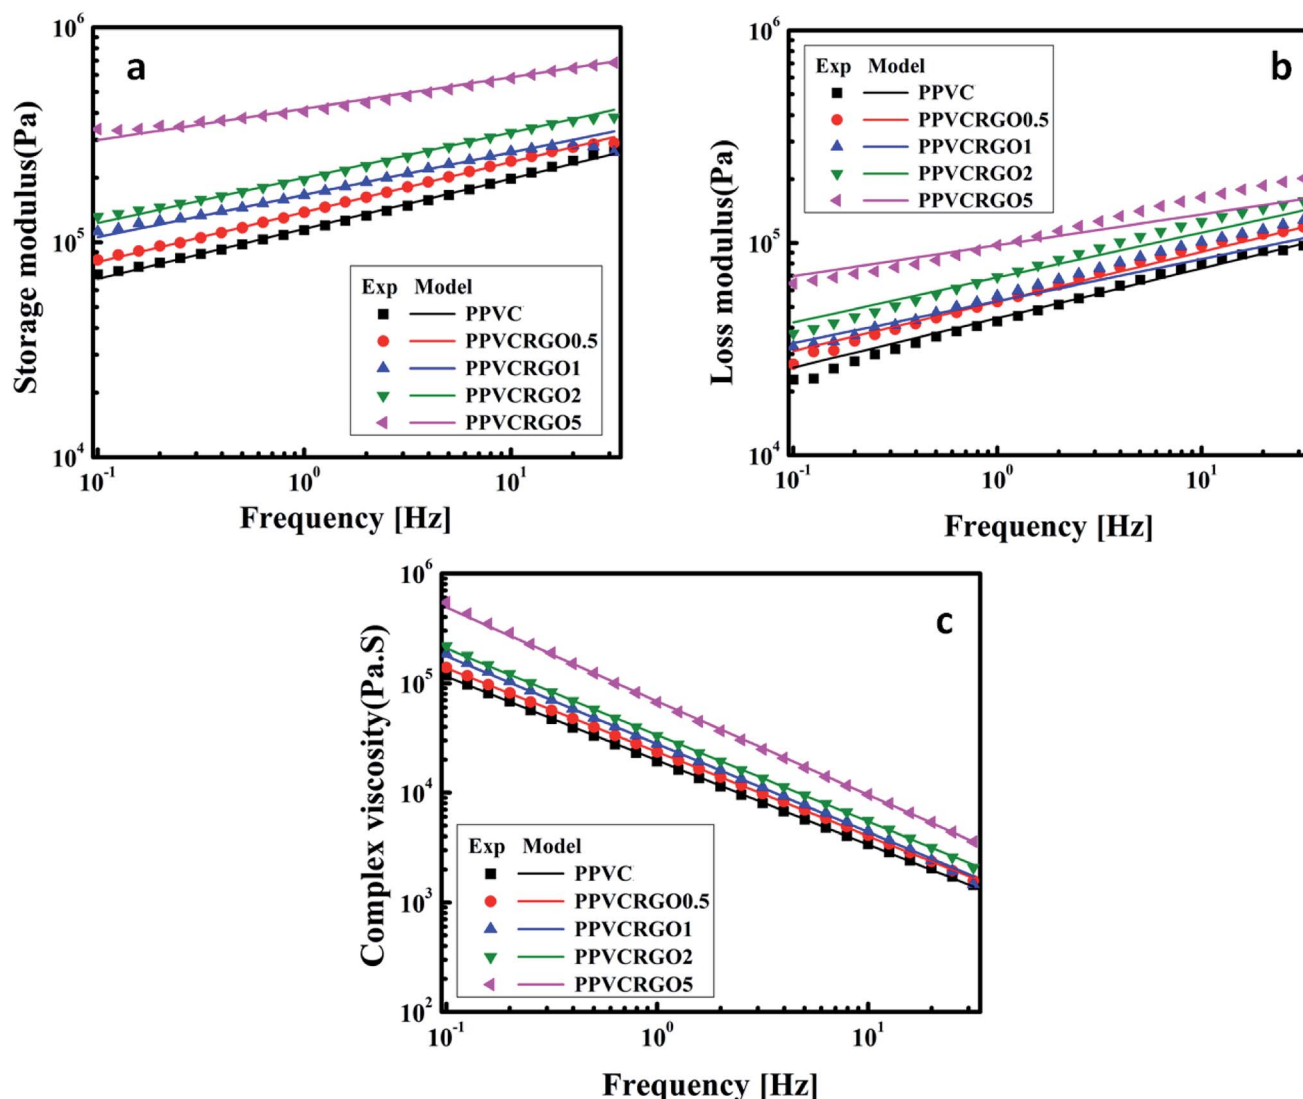 a
Storage modulus(Pa)
10^6
10^5
10^4
10^-1
10^0
10^1
Frequency [Hz]
Exp Model
PPVC
PPVCRGO0.5
PPVCRGO1
PPVCRGO2
PPVCRGO5
b
Loss modulus(Pa)
10^6
10^5
10^4
10^-1
10^0
10^1
Frequency [Hz]
Exp Model
PPVC
PPVCRGO0.5
PPVCRGO1
PPVCRGO2
PPVCRGO5
c
Complex viscosity(Pa.S)
10^6
10^5
10^4
10^3
10^2
10^-1
10^0
10^1
Frequency [Hz]
Exp Model
PPVC
PPVCRGO0.5
PPVCRGO1
PPVCRGO2
PPVCRGO5